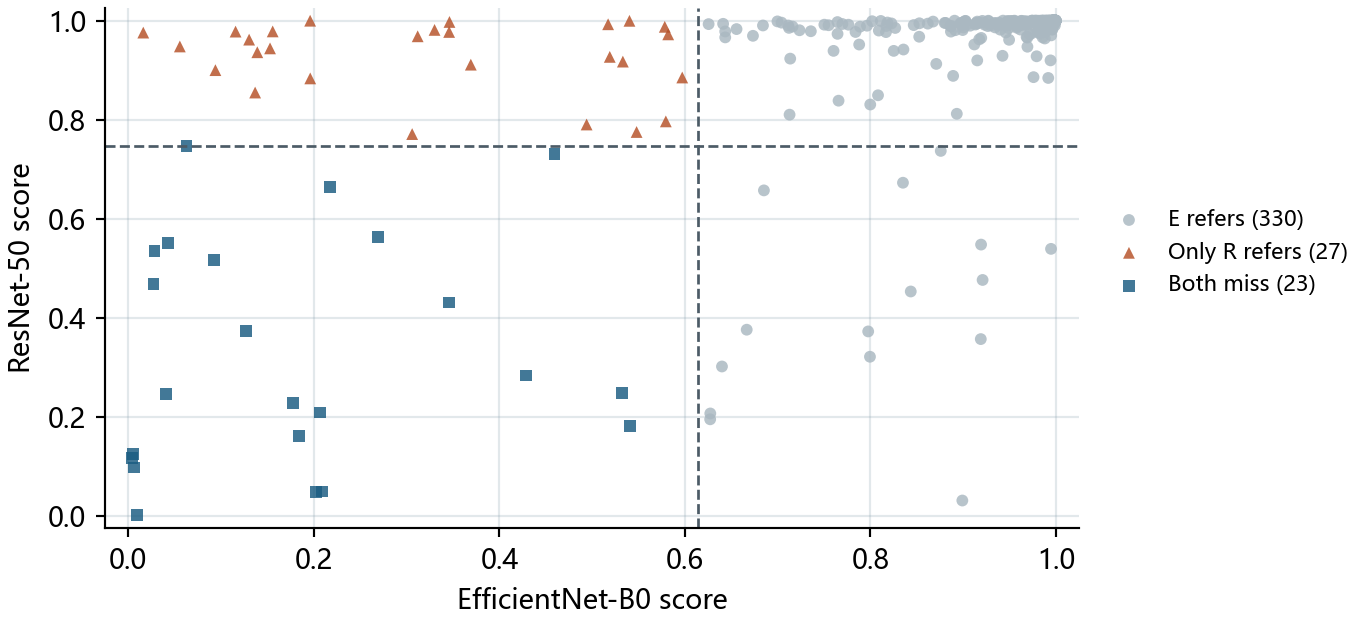 1.0
0.8
0.6
0.4
0.2
0.0
ResNet-50 score
0.0 0.2 0.4 0.6 0.8 1.0
EfficientNet-B0 score
E refers (330)
Only R refers (27)
Both miss (23)